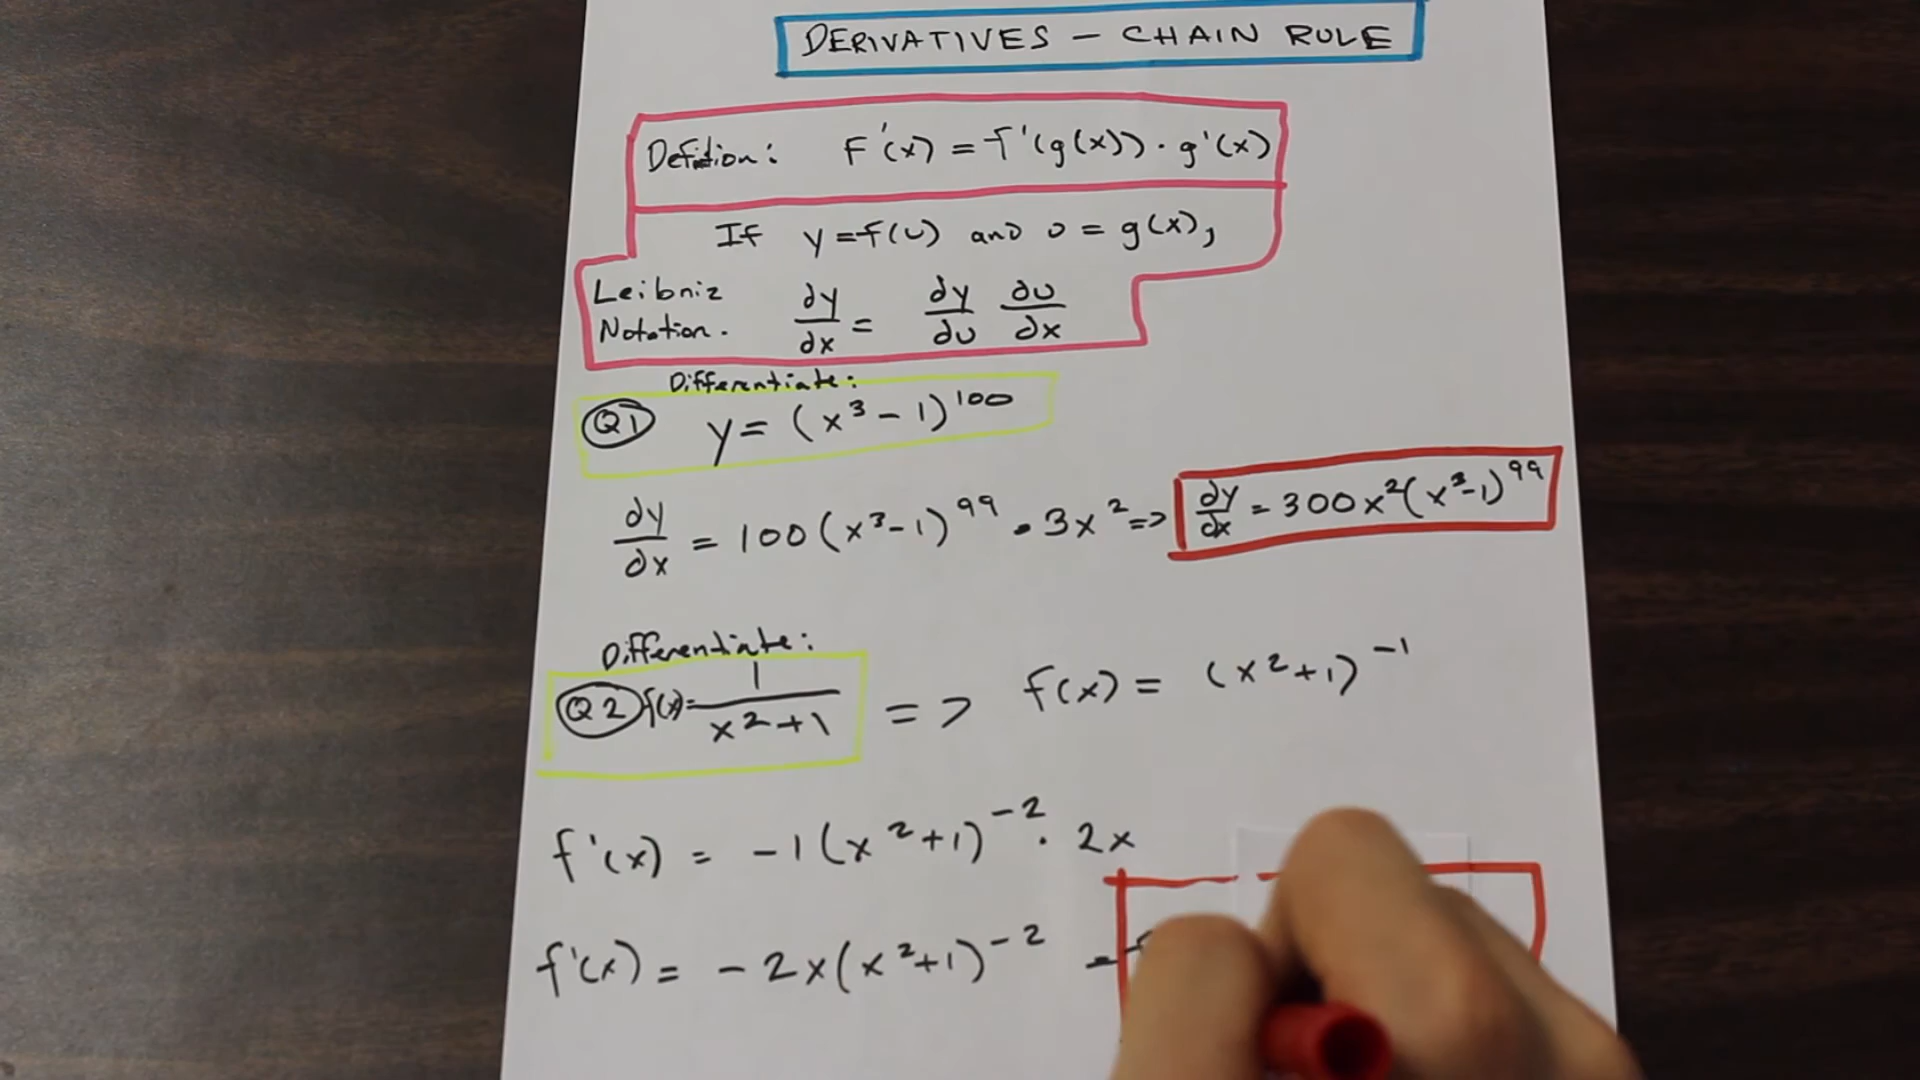 DERIVATIVES - CHAIN RULE
Defintion: F'(x) = f'(g(x)) · g'(x)
If y = f(u) and u = g(x),
Leibniz Notation. dy/dx = dy/du du/dx
Differentiate:
Q1 y = (x³ - 1)¹⁰⁰
dy/dx = 100(x³-1)⁹⁹ · 3x² => dy/dx = 300x²(x³-1)⁹⁹
Differentiate:
Q2 f(x) = 1/(x²+1) => f(x) = (x²+1)⁻¹
f'(x) = -1(x²+1)⁻² · 2x
f'(x) = -2x(x²+1)⁻²